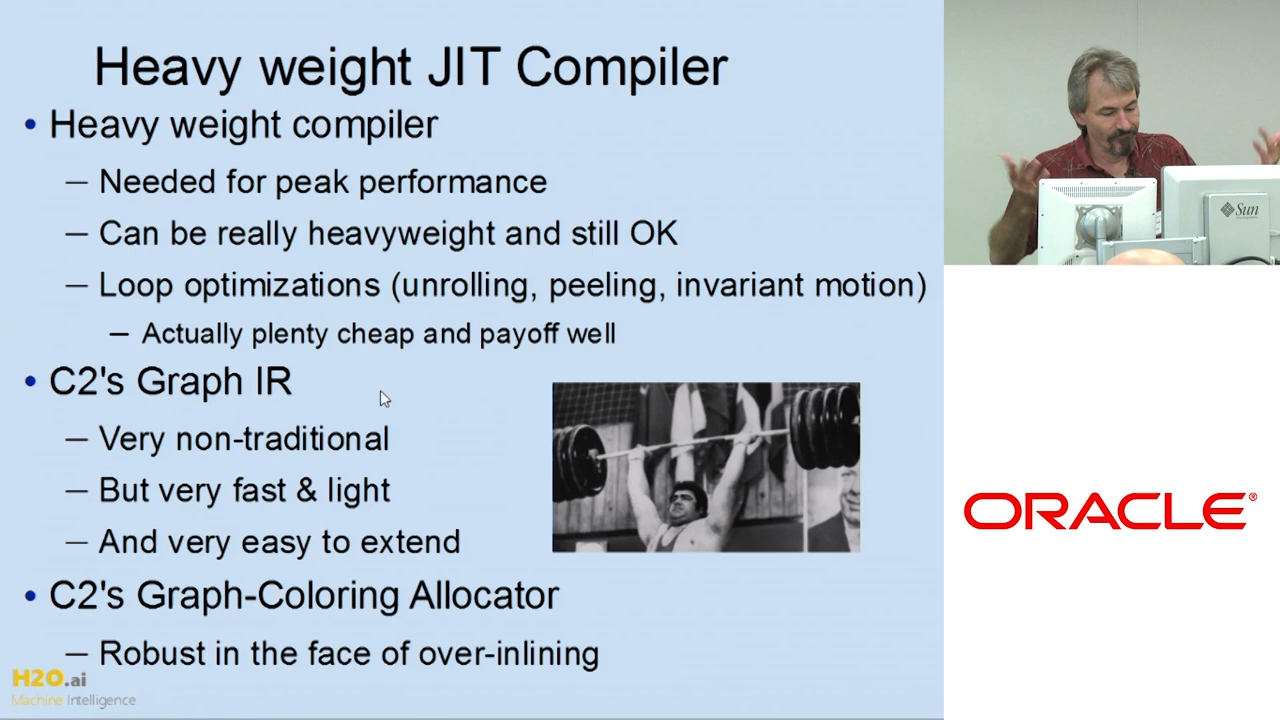 Heavy weight JIT Compiler
• Heavy weight compiler
– Needed for peak performance
– Can be really heavyweight and still OK
– Loop optimizations (unrolling, peeling, invariant motion)
– Actually plenty cheap and payoff well
• C2's Graph IR
– Very non-traditional
– But very fast & light
– And very easy to extend
• C2's Graph-Coloring Allocator
– Robust in the face of over-inlining
H2O.ai
Machine Intelligence
Sun
ORACLE®